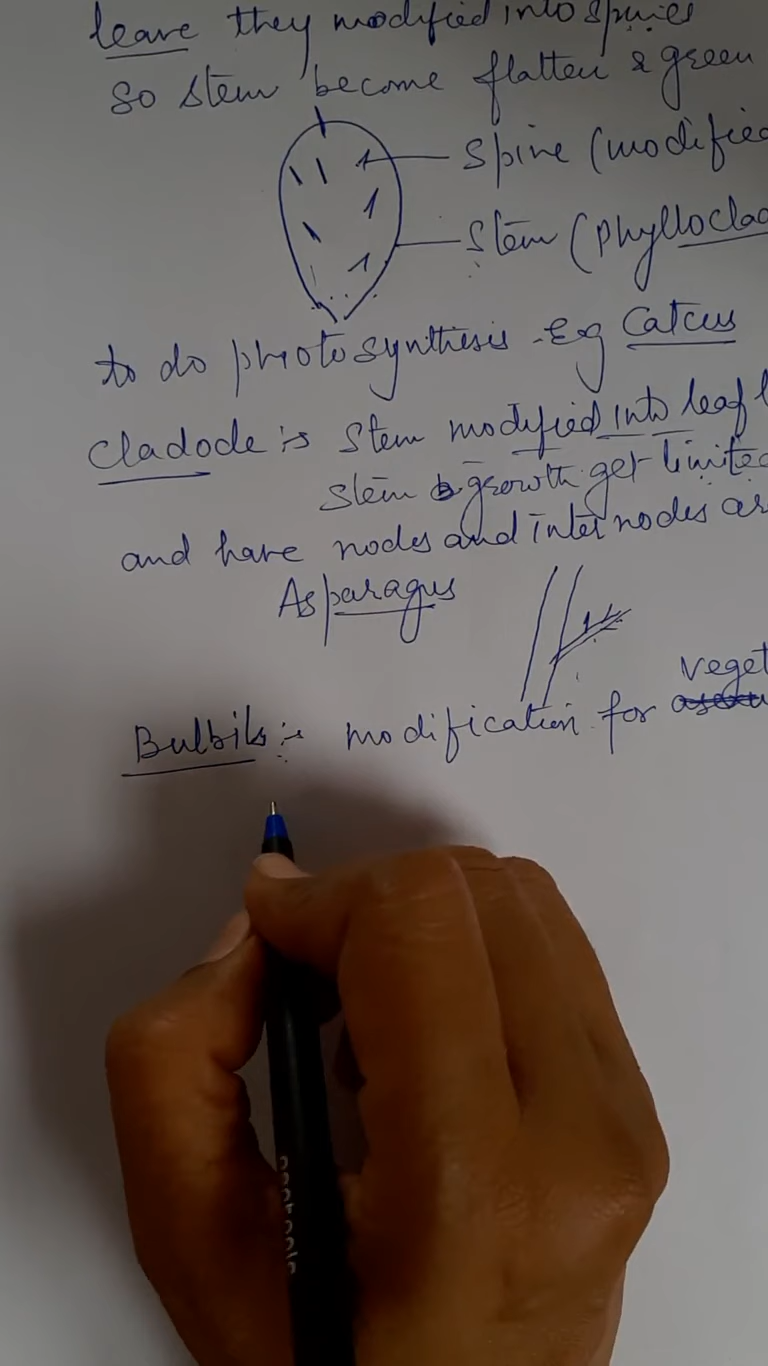 leave they modified into spines
so stem become flatten & green
Spine (modified
Stem (phylloclad
to do photosynthesis - Eg Catcus
Cladode is Stem modified into leaf l
stem growth get limited
and have nodes and internodes ar
Asparagus
veget
Bulbils :- modification for